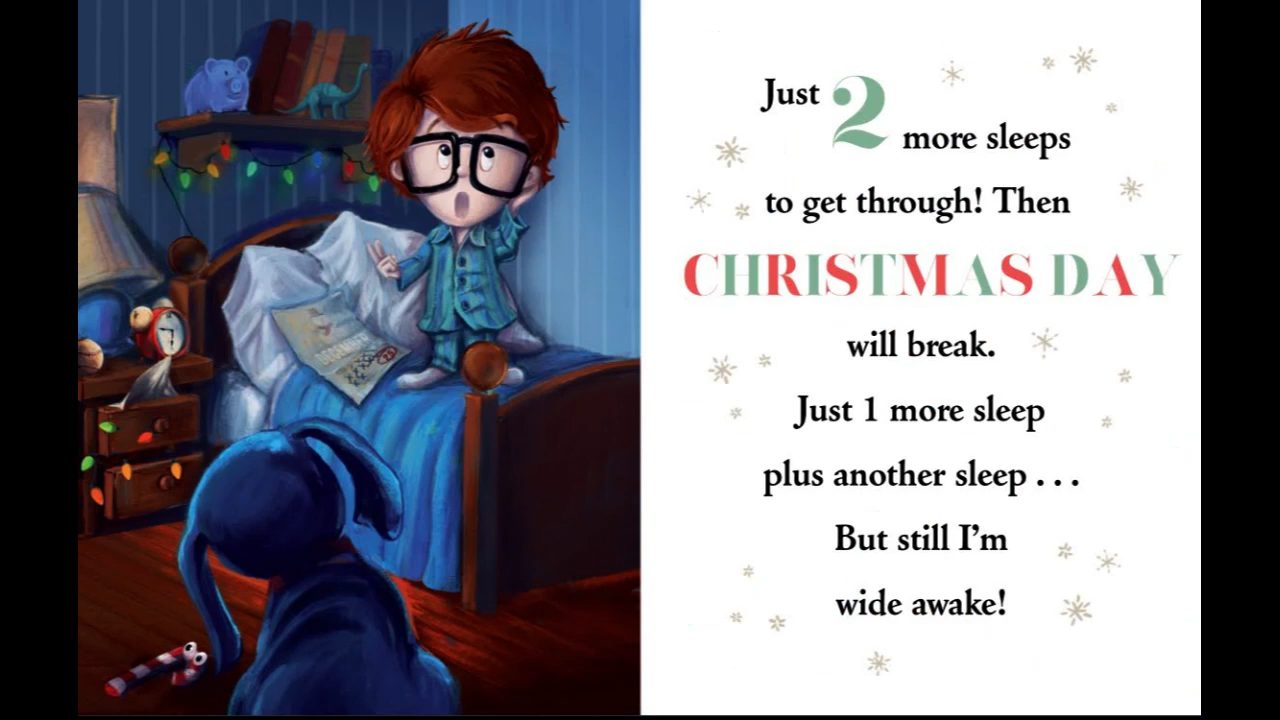 Just 2 more sleeps
to get through! Then
CHRISTMAS DAY
will break.
Just 1 more sleep
plus another sleep . . .
But still I’m
wide awake!